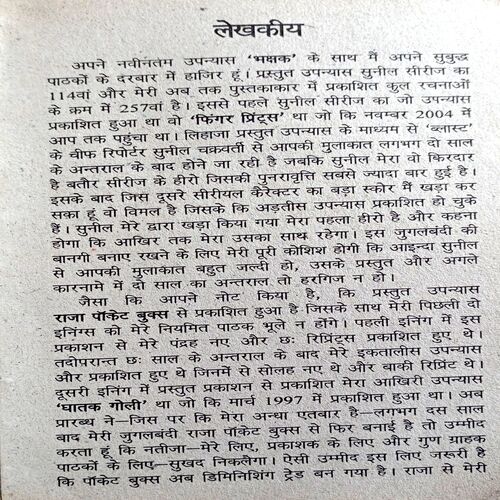 लेखकीय
अपने नवीनतम उपन्यास 'भक्षक' के साथ मैं अपने सुबुद्ध
पाठकों के दरबार में हाजिर हूं। प्रस्तुत उपन्यास सुनील सीरीज का
114वां और मेरी अब तक पुस्तकाकार में प्रकाशित कुल रचनाओं
के क्रम में 257वां है। इससे पहले सुनील सीरीज का जो उपन्यास
प्रकाशित हुआ था वो 'फिंगर प्रिंट्स' था जो कि नवम्बर 2004 में
आप तक पहुंचा था। लिहाजा प्रस्तुत उपन्यास के माध्यम से 'ब्लास्ट'
के चीफ रिपोर्टर सुनील चक्रवर्ती से आपकी मुलाकात लगभग दो साल
के अन्तराल के बाद होने जा रही है जबकि सुनील मेरा वो किरदार
है बतौर सीरीज के हीरो जिसकी पुनरावृत्ति सबसे ज्यादा बार हुई है।
इसके बाद जिस दूसरे सीरीयल कैरेक्टर का बड़ा स्कोर मैं खड़ा कर
सका हूं वो विमल है जिसके कि अड़तीस उपन्यास प्रकाशित हो चुके
हैं। सुनील मेरे द्वारा खड़ा किया गया मेरा पहला हीरो है और कहना
होगा कि आखिर तक मेरा उसका साथ रहेगा। इस जुगलबंदी की
बानगी बनाए रखने के लिए मेरी पूरी कोशिश होगी कि आइन्दा सुनील
से आपकी मुलाकात बहुत जल्दी हो, उसके प्रस्तुत और अगले
कारनामे में दो साल का अन्तराल तो हरगिज न हो।
जैसा कि आपने नोट किया है, कि प्रस्तुत उपन्यास
राजा पॉकेट बुक्स से प्रकाशित हुआ है जिसके साथ मेरी पिछली दो
इनिंग्स को मेरे नियमित पाठक भूले न होंगे। पहली इनिंग में इस
प्रकाशन से मेरे पंद्रह नए और छः रिप्रिंट्स प्रकाशित हुए थे।
तदोपरान्त छः साल के अन्तराल के बाद मेरे इकतालीस उपन्यास
और प्रकाशित हुए थे जिनमें से सोलह नए थे और बाकी रिप्रिंट थे।
दूसरी इनिंग में प्रस्तुत प्रकाशन से प्रकाशित मेरा आखिरी उपन्यास
'घातक गोली' था जो कि मार्च 1997 में प्रकाशित हुआ था। अब
प्रारब्ध ने—जिस पर कि मेरा अन्धा एतबार है—लगभग दस साल
बाद मेरी जुगलबंदी राजा पॉकेट बुक्स से फिर बनाई है तो उम्मीद
करता हूं कि नतीजा—मेरे लिए, प्रकाशक के लिए और गुण ग्राहक
पाठकों के लिए—सुखद निकलेगा। ऐसी उम्मीद इस लिए जरूरी है
कि पॉकेट बुक्स अब डिमिनिशिंग ट्रेड बन गया है। राजा से मेरी